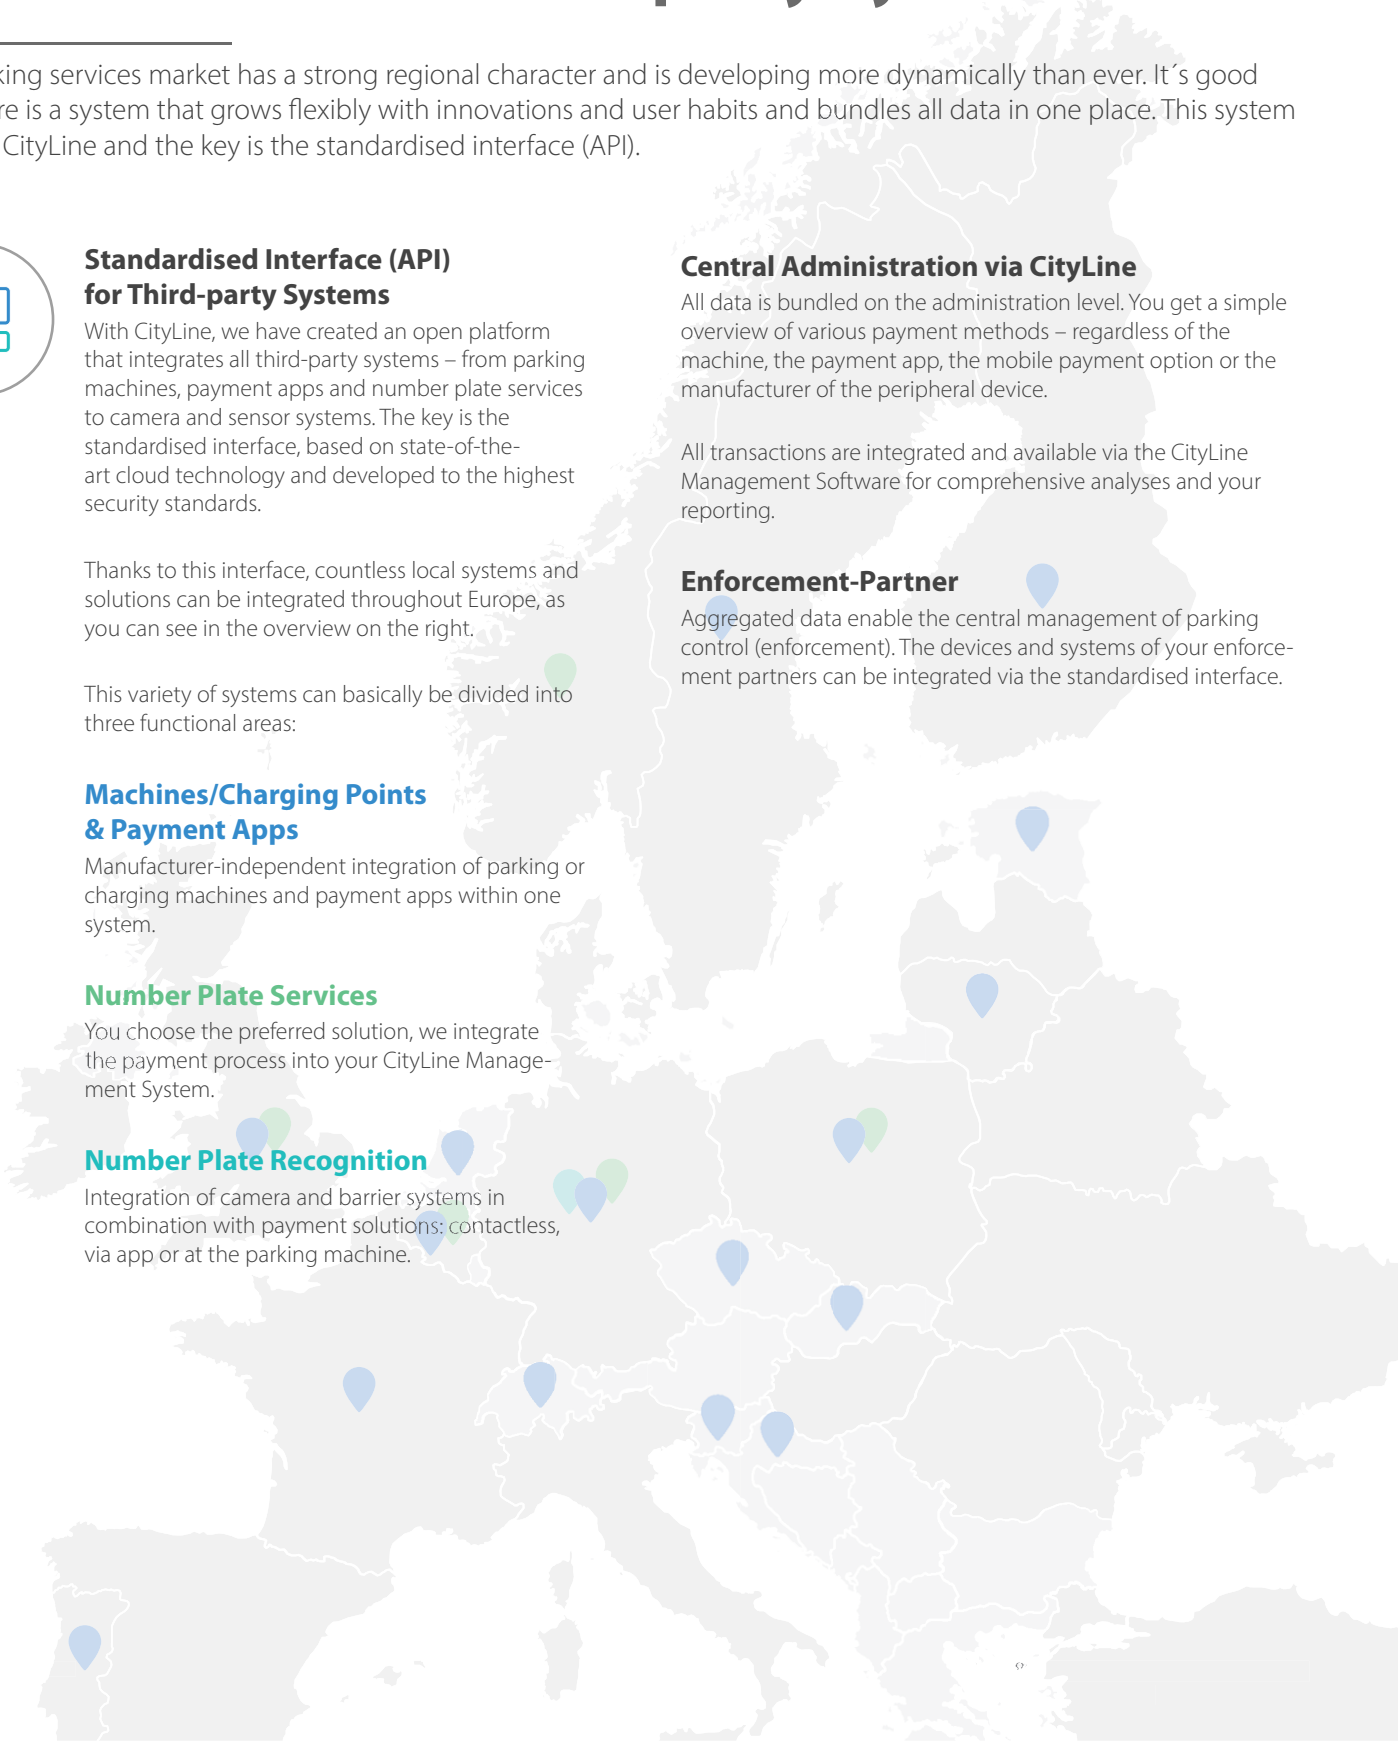 king services market has a strong regional character and is developing more dynamically than ever. It´s good
re is a system that grows flexibly with innovations and user habits and bundles all data in one place. This system
CityLine and the key is the standardised interface (API).
Standardised Interface (API)
for Third-party Systems
With CityLine, we have created an open platform
that integrates all third-party systems – from parking
machines, payment apps and number plate services
to camera and sensor systems. The key is the
standardised interface, based on state-of-the-
art cloud technology and developed to the highest
security standards.
Thanks to this interface, countless local systems and
solutions can be integrated throughout Europe, as
you can see in the overview on the right.
This variety of systems can basically be divided into
three functional areas:
Machines/Charging Points
& Payment Apps
Manufacturer-independent integration of parking or
charging machines and payment apps within one
system.
Number Plate Services
You choose the preferred solution, we integrate
the payment process into your CityLine Manage-
ment System.
Number Plate Recognition
Integration of camera and barrier systems in
combination with payment solutions: contactless,
via app or at the parking machine.
Central Administration via CityLine
All data is bundled on the administration level. You get a simple
overview of various payment methods – regardless of the
machine, the payment app, the mobile payment option or the
manufacturer of the peripheral device.
All transactions are integrated and available via the CityLine
Management Software for comprehensive analyses and your
reporting.
Enforcement-Partner
Aggregated data enable the central management of parking
control (enforcement). The devices and systems of your enforce-
ment partners can be integrated via the standardised interface.